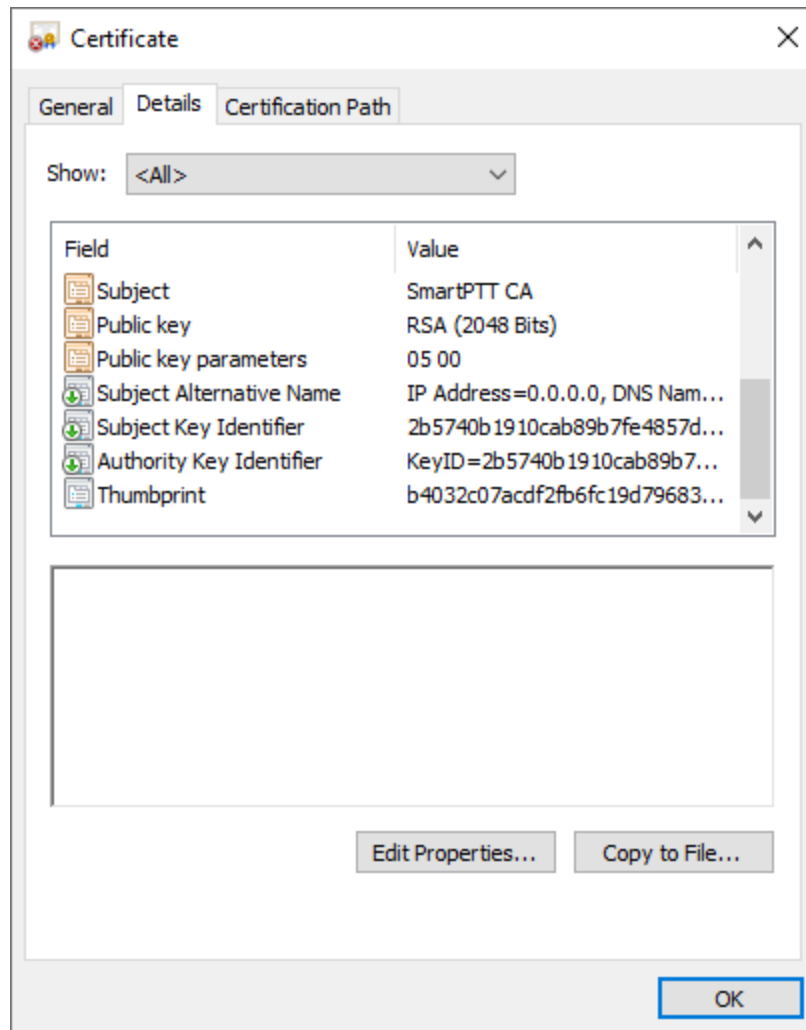 Certificate
General Details Certification Path
Show: <All>
Field Value
Subject SmartPTT CA
Public key RSA (2048 Bits)
Public key parameters 05 00
Subject Alternative Name IP Address=0.0.0.0, DNS Nam...
Subject Key Identifier 2b5740b1910cab89b7fe4857d...
Authority Key Identifier KeyID=2b5740b1910cab89b7...
Thumbprint b4032c07acdf2fb6fc19d79683...
Edit Properties... Copy to File...
OK